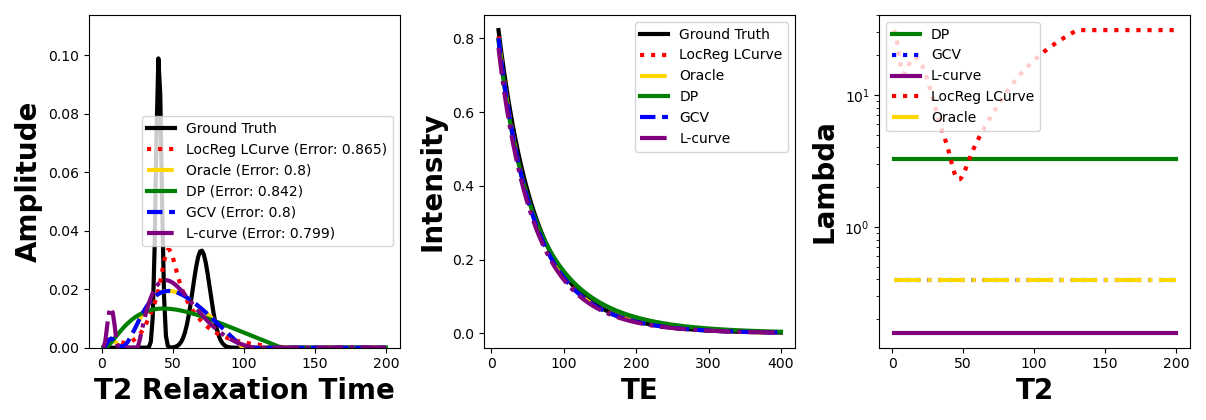 Amplitude
0.10
0.08
0.06
0.04
0.02
0.00
Ground Truth
LocReg LCurve (Error: 0.865)
Oracle (Error: 0.8)
DP (Error: 0.842)
GCV (Error: 0.8)
L-curve (Error: 0.799)
0 50 100 150 200
T2 Relaxation Time
Intensity
0.8
0.6
0.4
0.2
0.0
Ground Truth
LocReg LCurve
Oracle
DP
GCV
L-curve
0 100 200 300 400
TE
Lambda
10¹
10⁰
DP
GCV
L-curve
LocReg LCurve
Oracle
0 50 100 150 200
T2